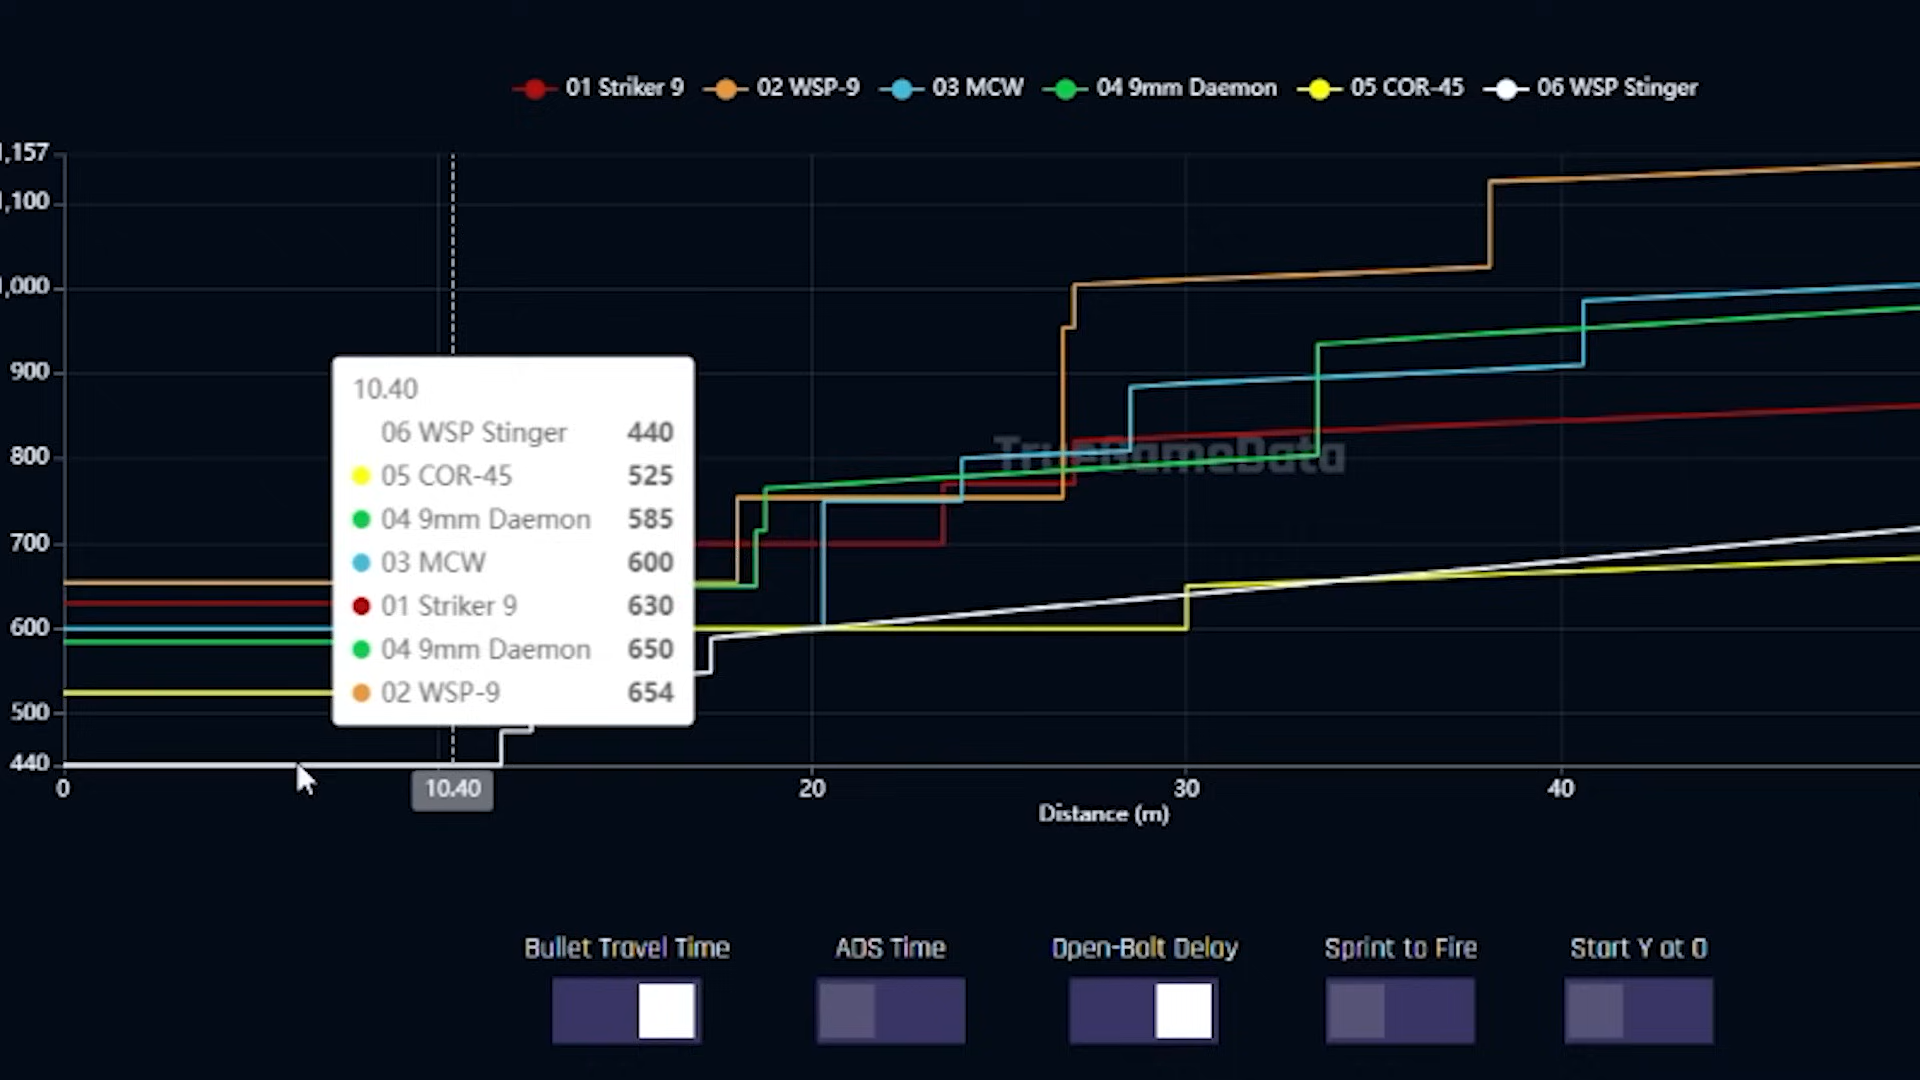 01 Striker 9 02 WSP-9 03 MCW 04 9mm Daemon 05 COR-45 06 WSP Stinger
1,157
1,100
1,000
900
800
700
600
500
440
TrueGameData
10.40
06 WSP Stinger 440
05 COR-45 525
04 9mm Daemon 585
03 MCW 600
01 Striker 9 630
04 9mm Daemon 650
02 WSP-9 654
0 10.40 20 30 40
Distance (m)
Bullet Travel Time ADS Time Open-Bolt Delay Sprint to Fire Start Y at 0